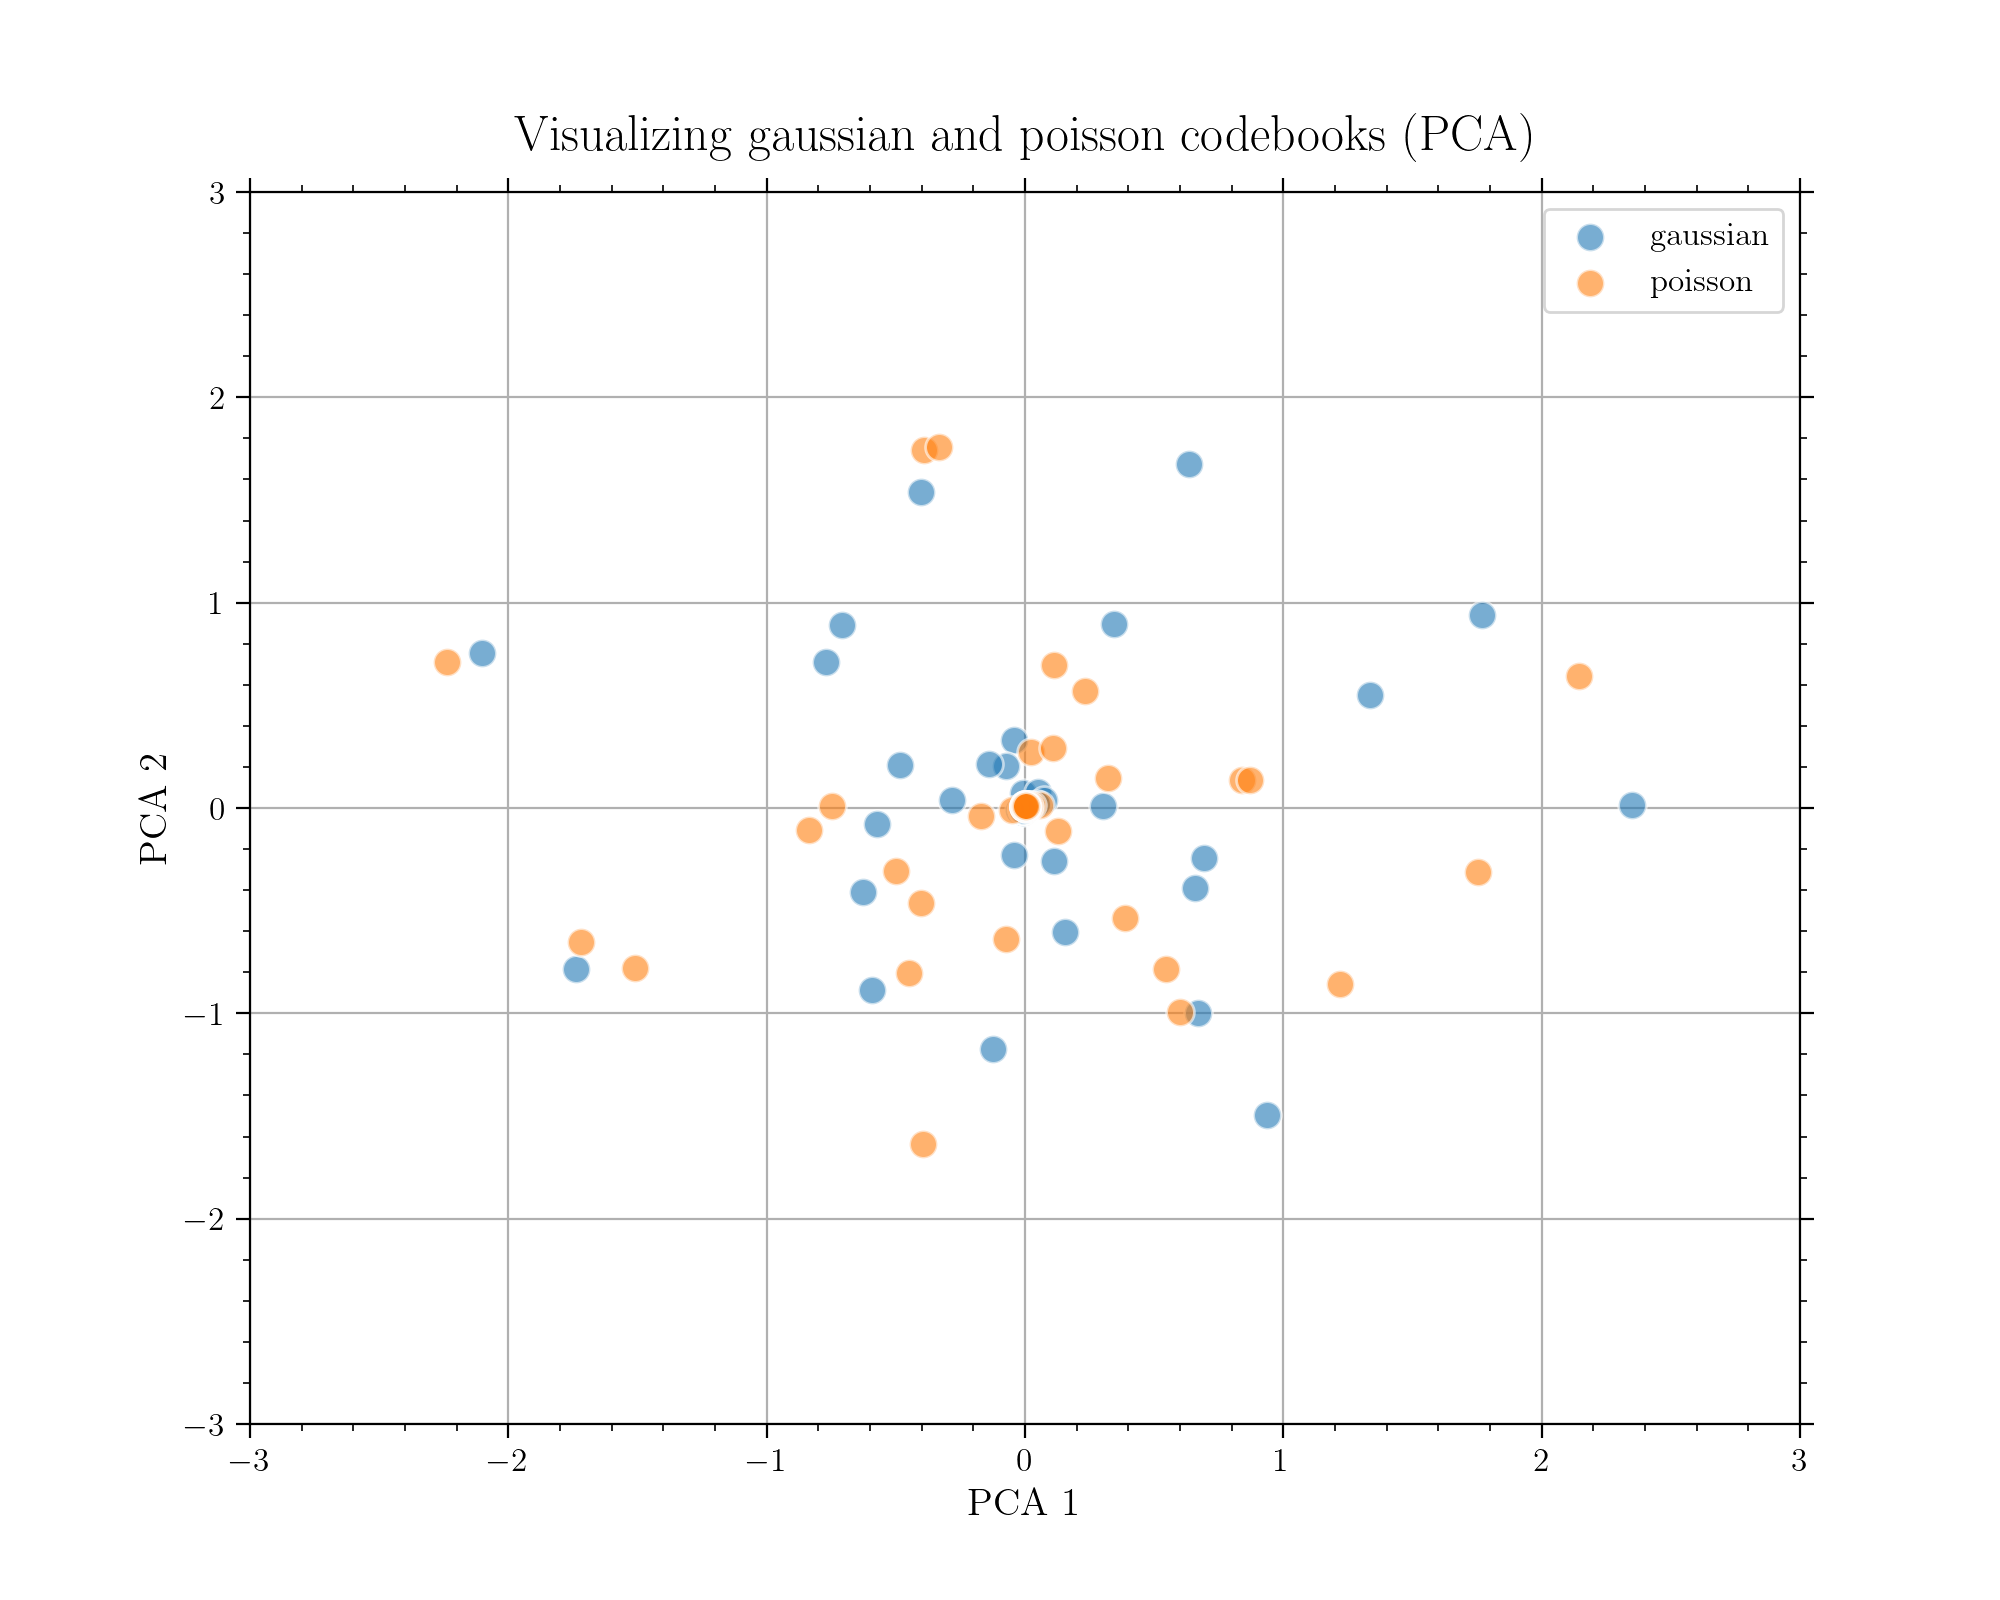 Visualizing gaussian and poisson codebooks (PCA)
gaussian
poisson
3
2
1
0
−1
−2
−3
PCA 2
−3
−2
−1
0
1
2
3
PCA 1